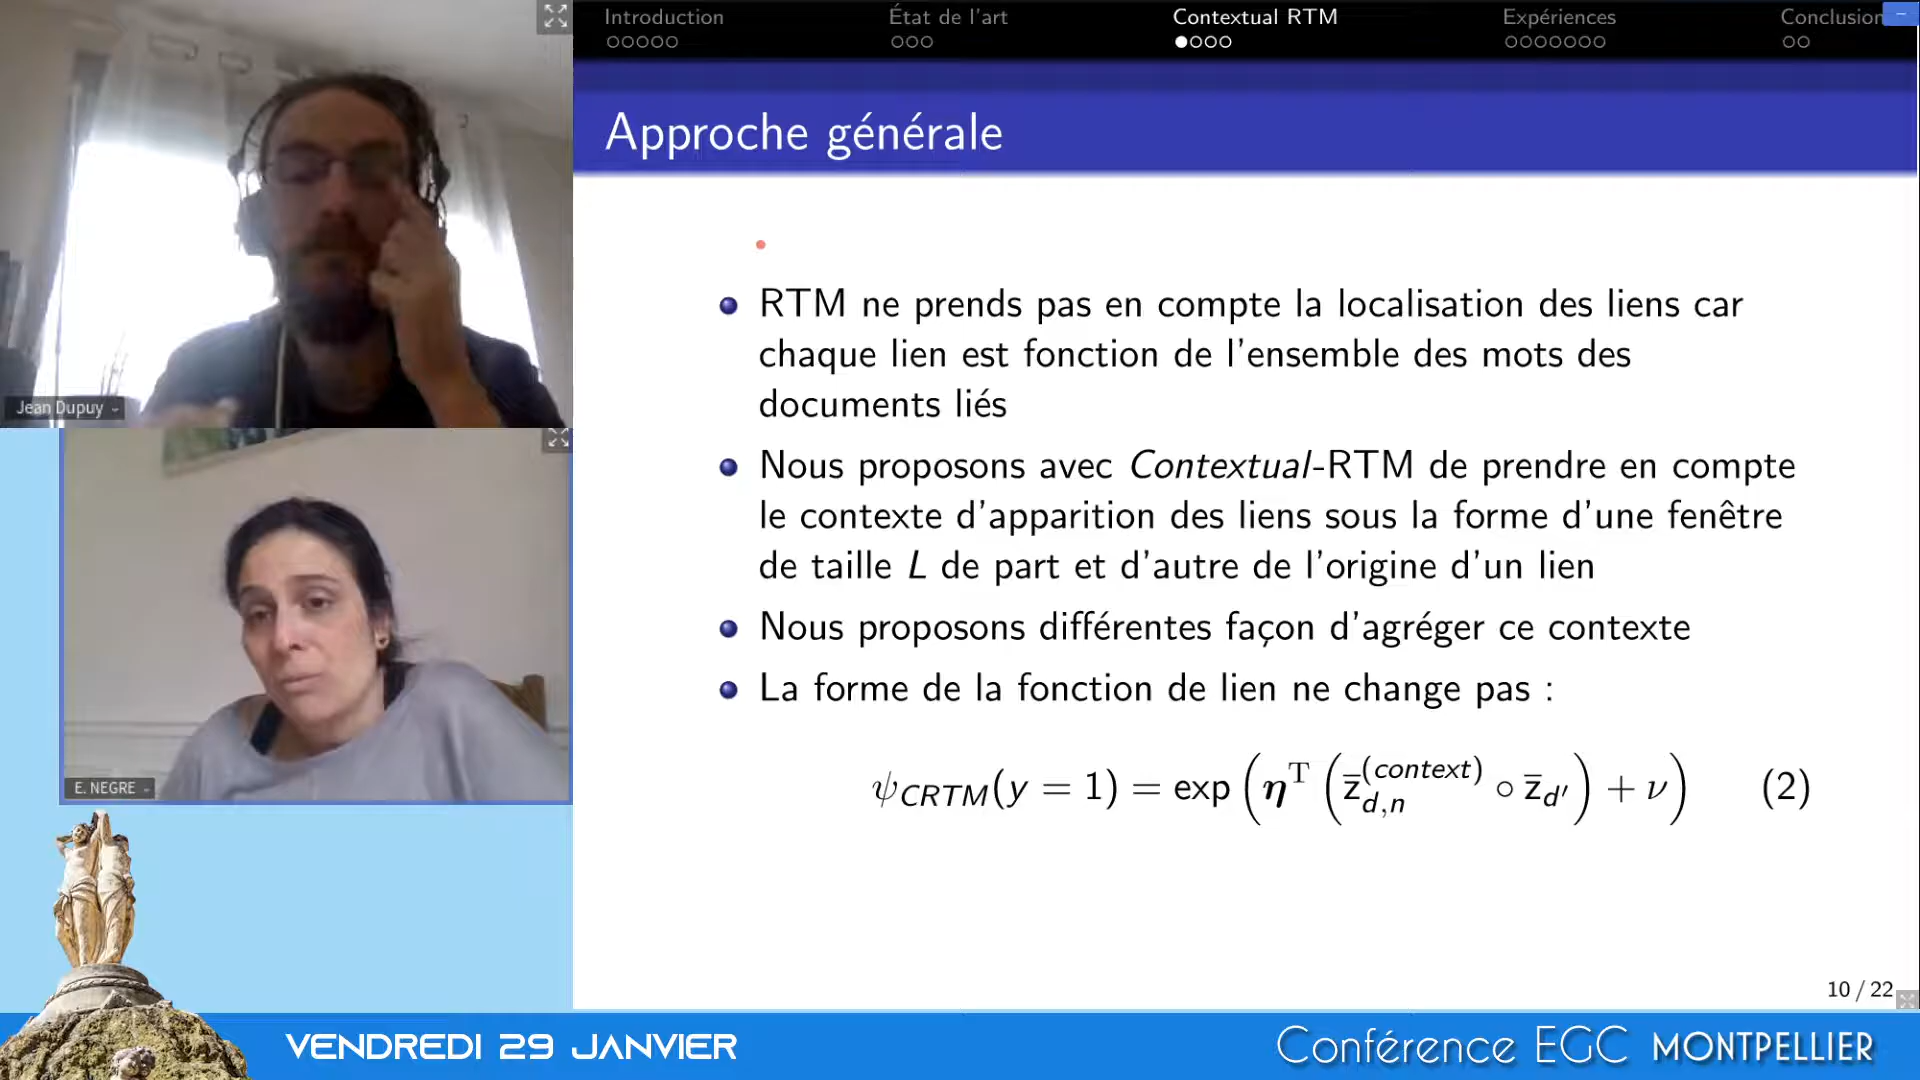 Introduction
État de l'art
Contextual RTM
Expériences
Conclusion
Approche générale
RTM ne prends pas en compte la localisation des liens car
chaque lien est fonction de l'ensemble des mots des
documents liés
Nous proposons avec Contextual-RTM de prendre en compte
le contexte d'apparition des liens sous la forme d'une fenêtre
de taille L de part et d'autre de l'origine d'un lien
Nous proposons différentes façon d'agréger ce contexte
La forme de la fonction de lien ne change pas :
ψ_CRTM(y = 1) = exp(η^T(z̄_{d,n}^{(context)} ∘ z̄_{d'}) + ν) (2)
10 / 22
Jean Dupuy
E. NEGRE
VENDREDI 29 JANVIER
Conférence EGC MONTPELLIER